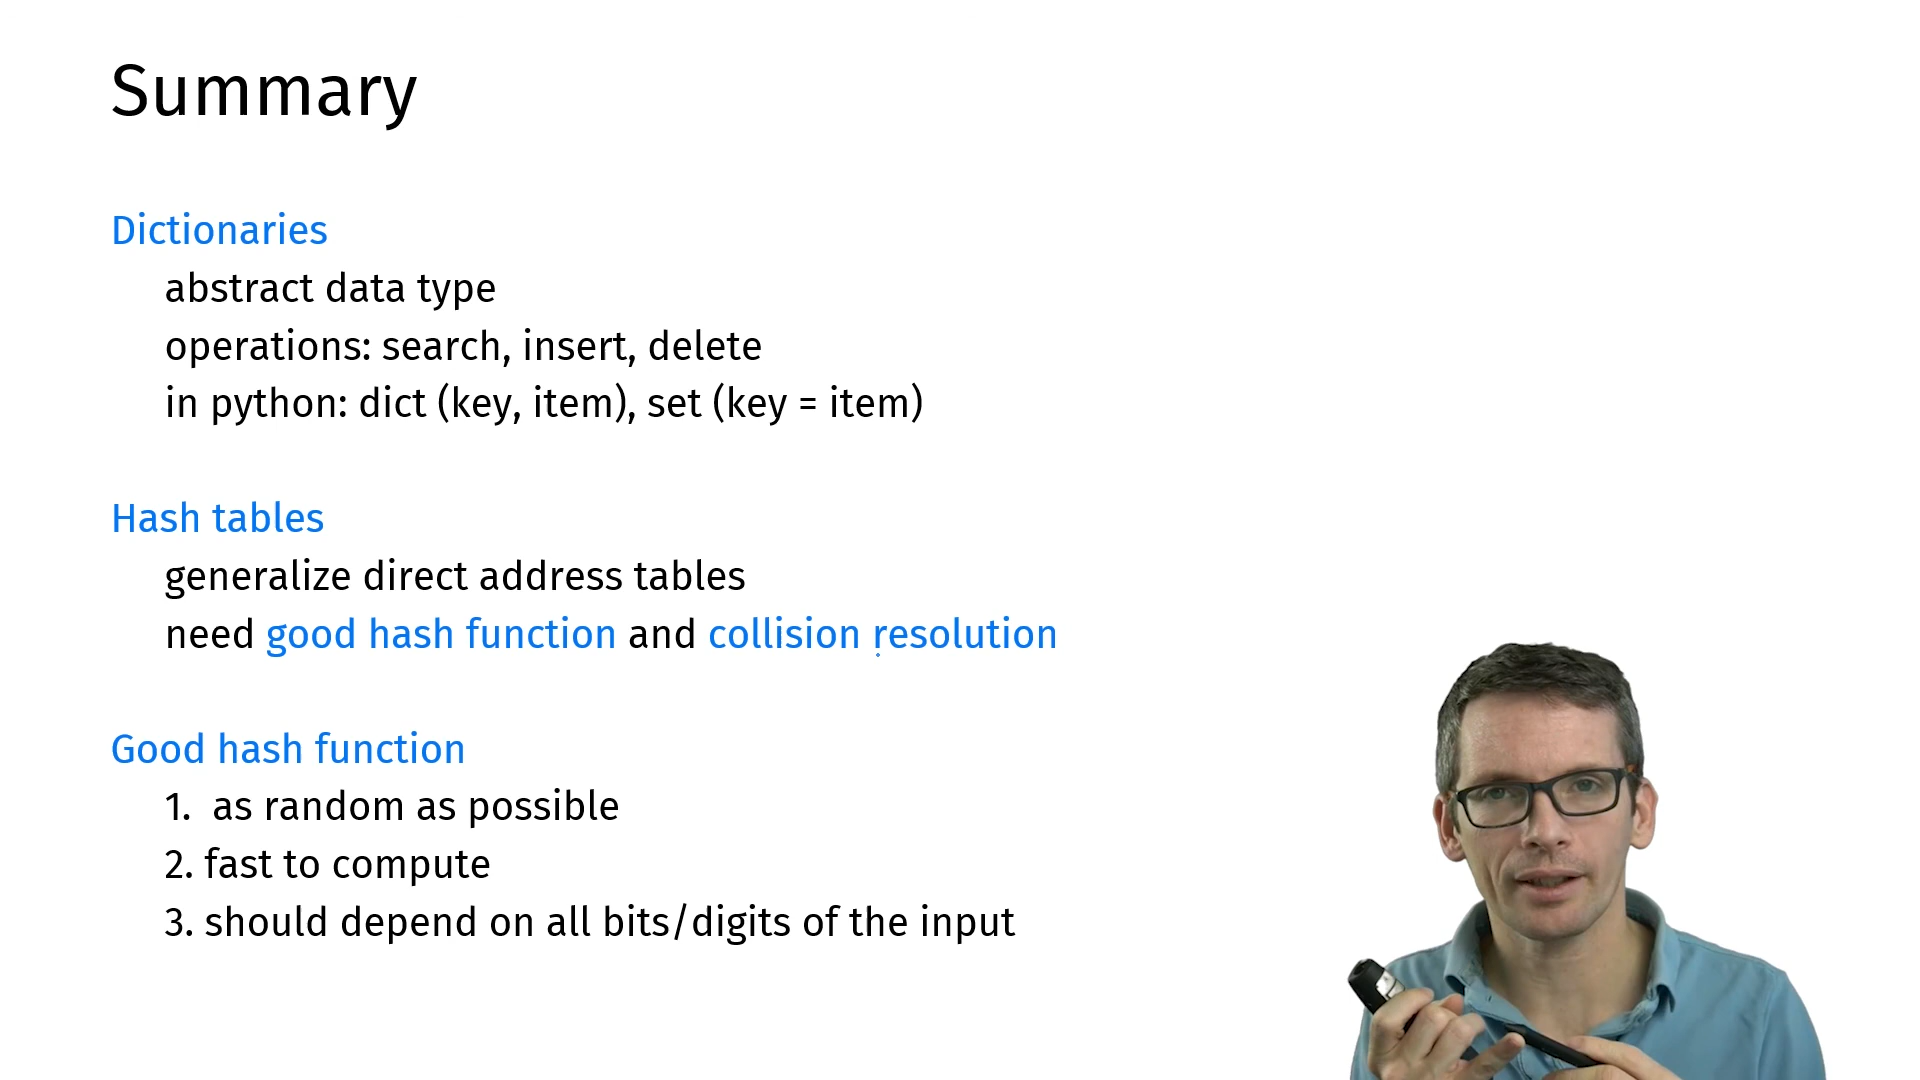 Summary
Dictionaries
abstract data type
operations: search, insert, delete
in python: dict (key, item), set (key = item)
Hash tables
generalize direct address tables
need good hash function and collision resolution
Good hash function
1. as random as possible
2. fast to compute
3. should depend on all bits/digits of the input